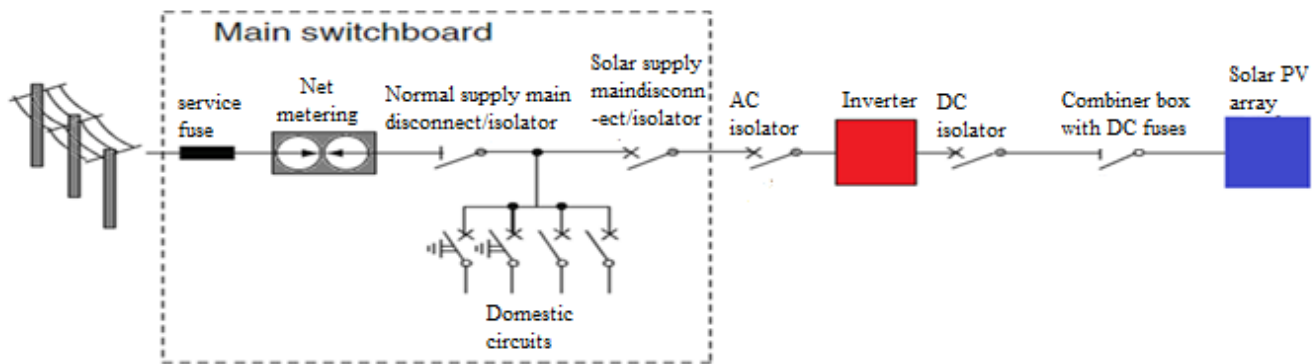 Main switchboard
service
fuse
Net
metering
Normal supply main
disconnect/isolator
Solar supply
maindisconn
-ect/isolator
AC
isolator
Inverter
DC
isolator
Combiner box
with DC fuses
Solar PV
array
Domestic
circuits